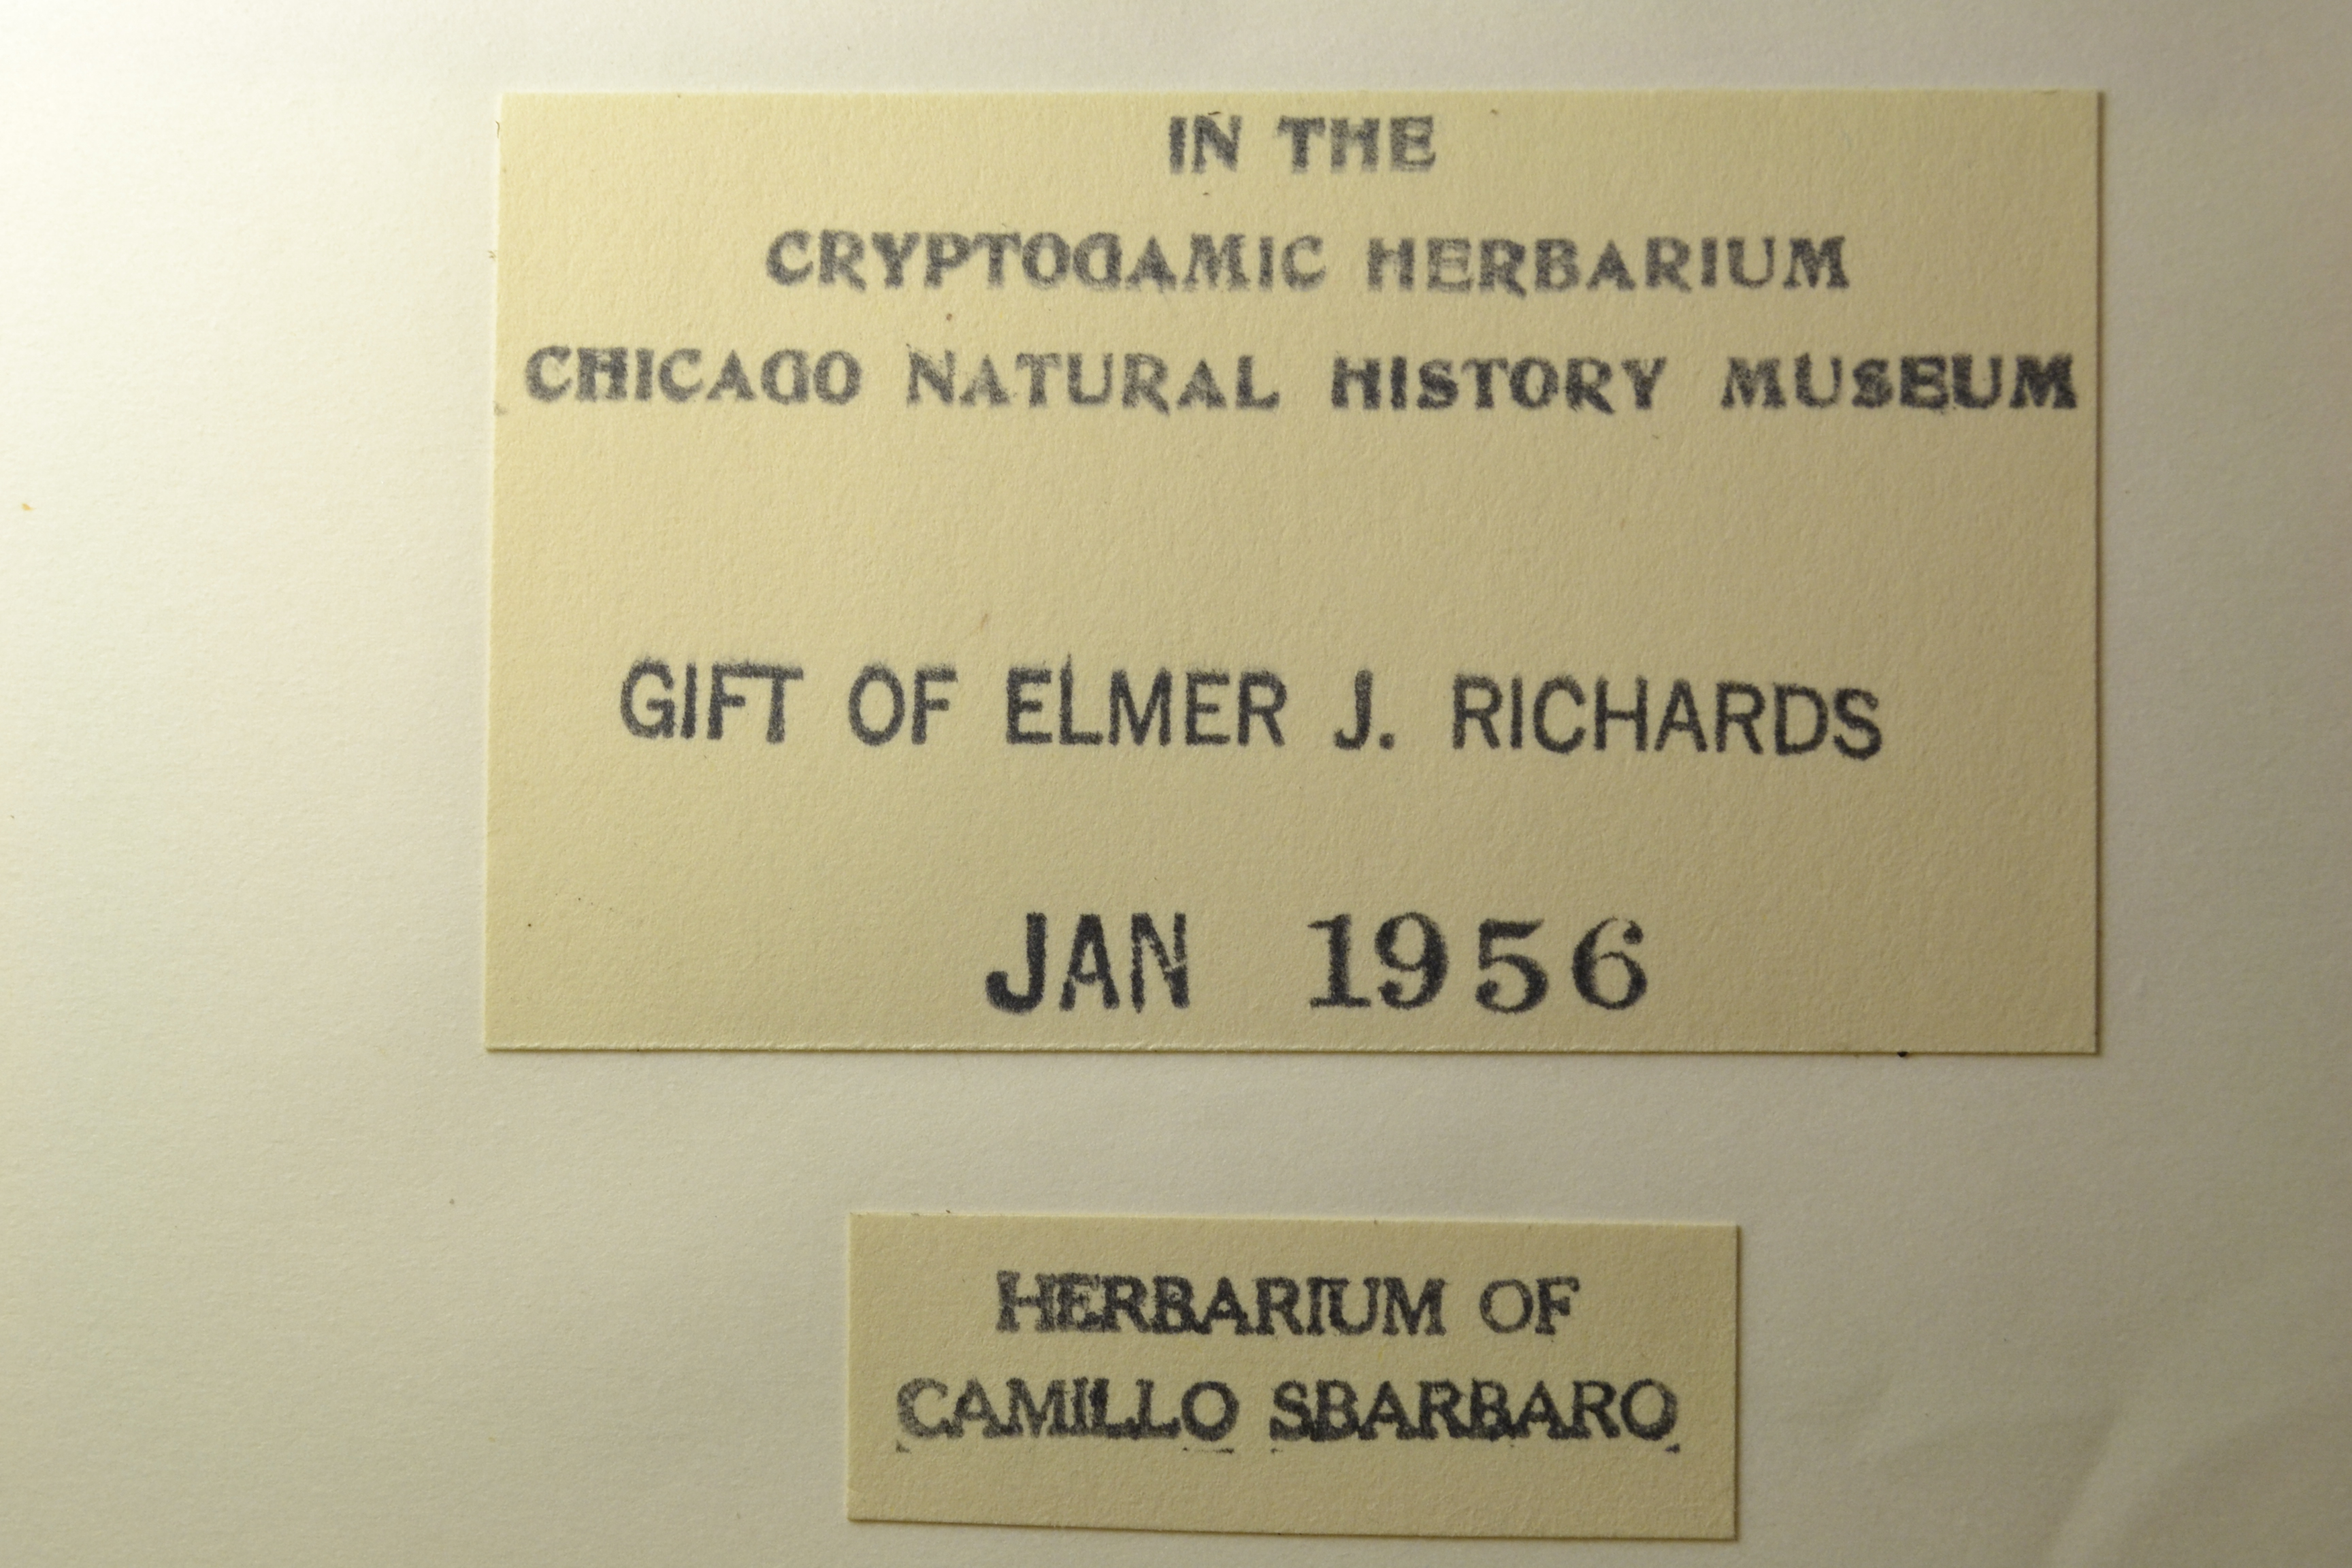 IN THE
CRYPTOGAMIC HERBARIUM
CHICAGO NATURAL HISTORY MUSEUM
GIFT OF ELMER J. RICHARDS
JAN 1956
HERBARIUM OF
CAMILLO SBARBARO